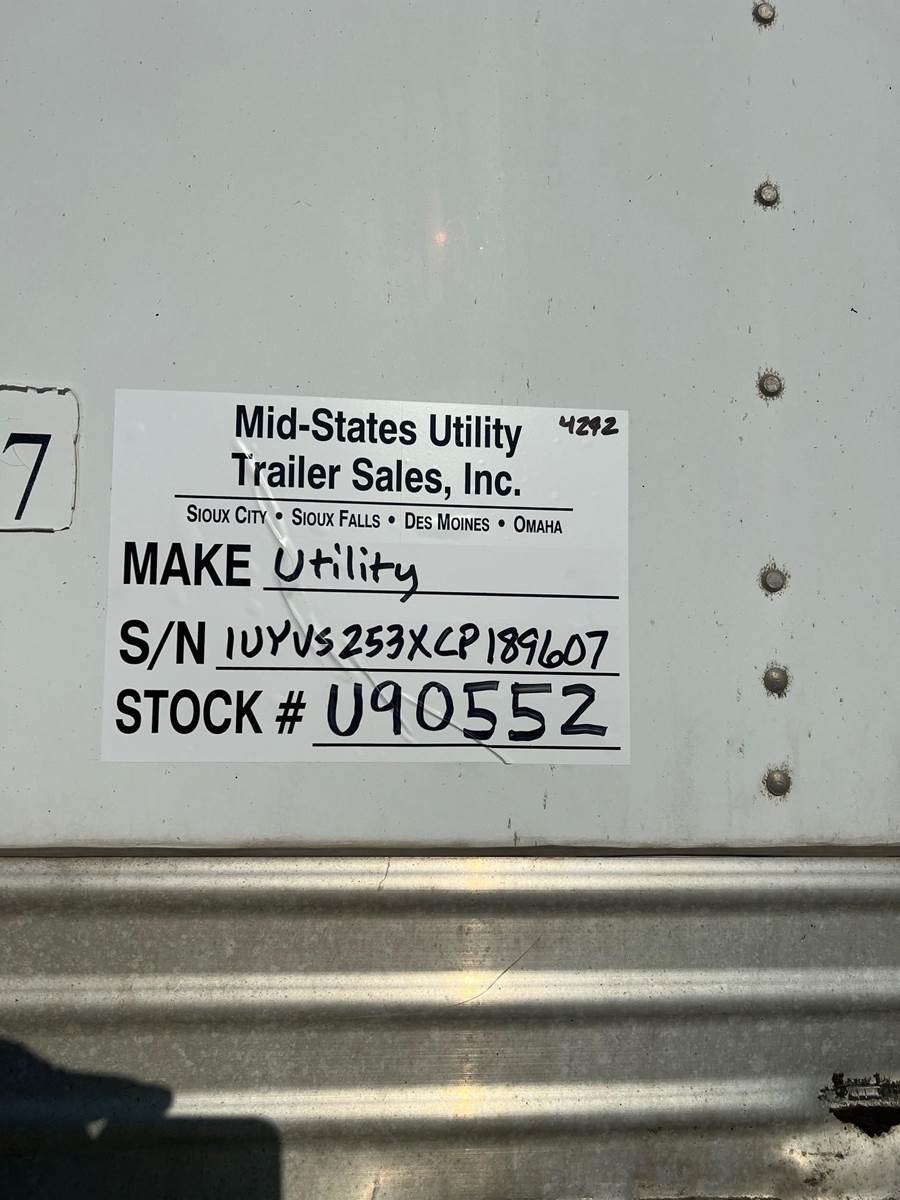 Mid-States Utility
4292
Trailer Sales, Inc.
SIOUX CITY • SIOUX FALLS • DES MOINES • OMAHA
MAKE Utility
7
S/N 1UYVS253XCP189607
STOCK # U90552